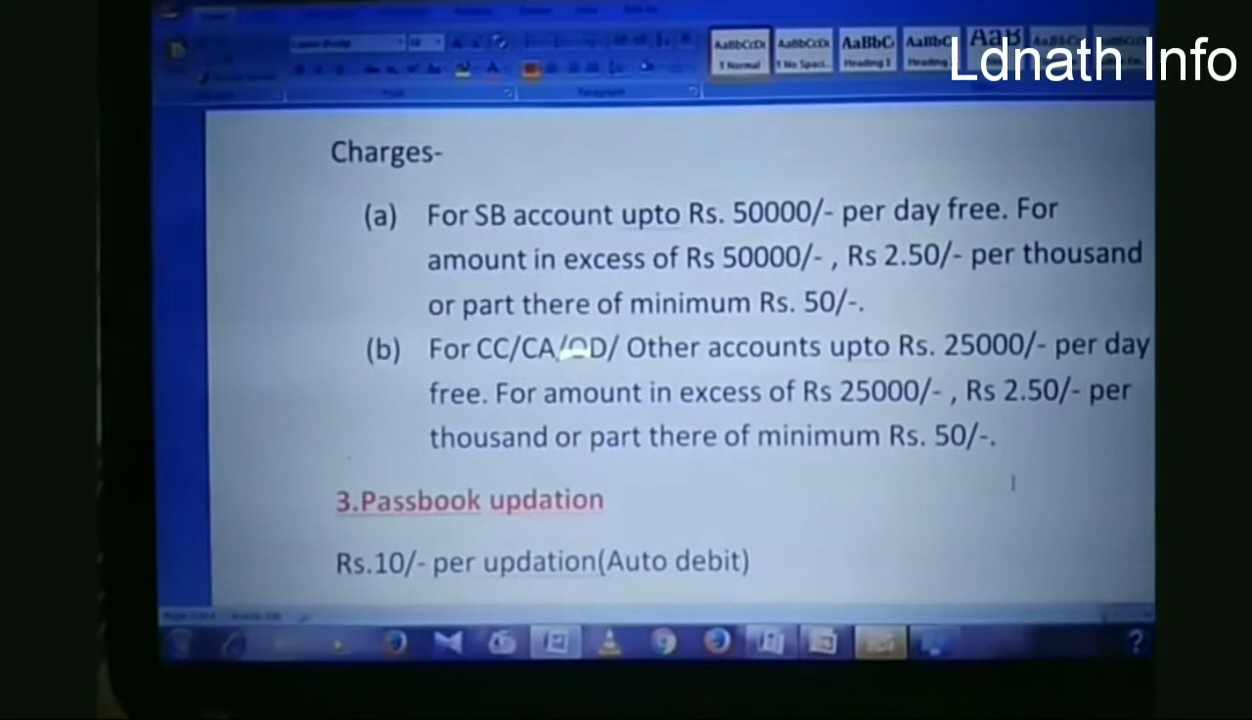 Ldnath Info
AaBbCcDc AaBbCcDc AaBbC AaBbC AaB
¶ Normal ¶ No Spaci... Heading 1 Heading
Paragraph
Charges-
(a) For SB account upto Rs. 50000/- per day free. For
amount in excess of Rs 50000/- , Rs 2.50/- per thousand
or part there of minimum Rs. 50/-.
(b) For CC/CA/OD/ Other accounts upto Rs. 25000/- per day
free. For amount in excess of Rs 25000/- , Rs 2.50/- per
thousand or part there of minimum Rs. 50/-.
3.Passbook updation
Rs.10/- per updation(Auto debit)